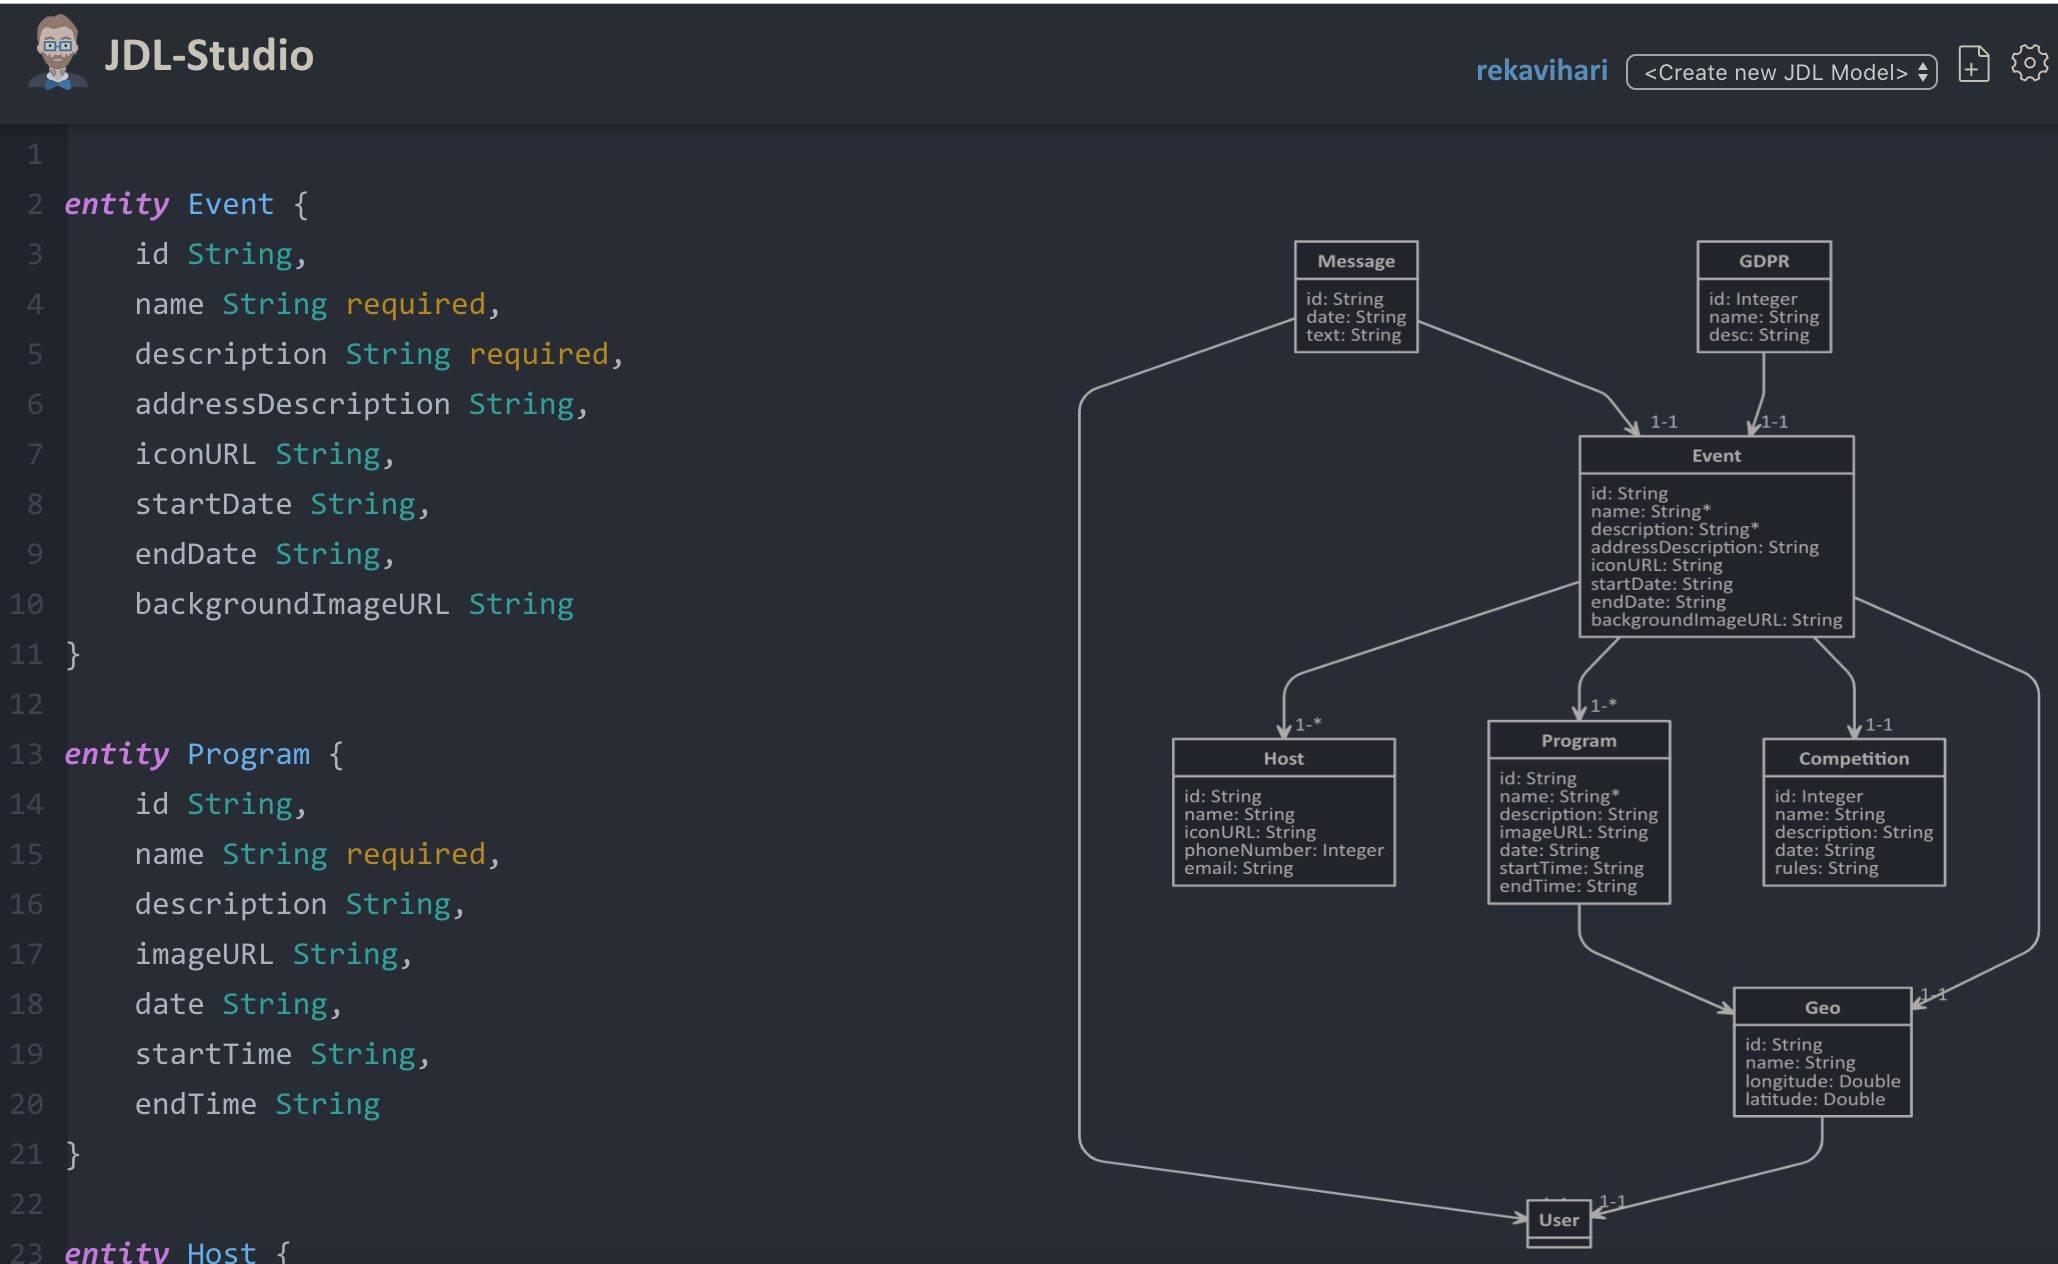 JDL-Studio
rekavihari
<Create new JDL Model>
1
2 entity Event {
3 id String,
4 name String required,
5 description String required,
6 addressDescription String,
7 iconURL String,
8 startDate String,
9 endDate String,
10 backgroundImageURL String
11 }
12
13 entity Program {
14 id String,
15 name String required,
16 description String,
17 imageURL String,
18 date String,
19 startTime String,
20 endTime String
21 }
22
23 entity Host {
Message
id: String
date: String
text: String
GDPR
id: Integer
name: String
desc: String
1-1
1-1
Event
id: String
name: String*
description: String*
addressDescription: String
iconURL: String
startDate: String
endDate: String
backgroundImageURL: String
1-*
Host
id: String
name: String
iconURL: String
phoneNumber: Integer
email: String
1-*
Program
id: String
name: String*
description: String
imageURL: String
date: String
startTime: String
endTime: String
1-1
Competition
id: Integer
name: String
description: String
date: String
rules: String
1-1
Geo
id: String
name: String
longitude: Double
latitude: Double
1-1
User